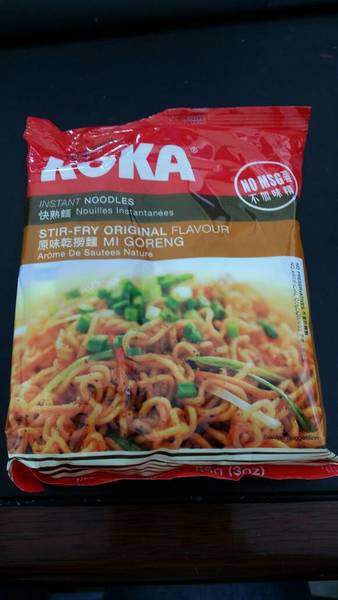 KOKA®
NO MSG
不加味精
INSTANT NOODLES
快熟麵 Nouilles Instantanées
STIR-FRY ORIGINAL FLAVOUR
原味乾撈麵 MI GORENG
Arôme De Sautees Nature
85g (3oz)